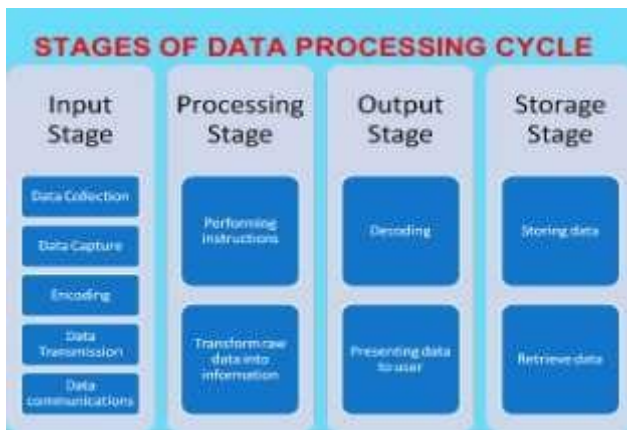 STAGES OF DATA PROCESSING CYCLE
Input
Stage
Data Collection
Data Capture
Encoding
Data
Transmission
Data
communications
Processing
Stage
Performing
instructions
Transform raw
data into
information
Output
Stage
Decoding
Presenting data
to user
Storage
Stage
Storing data
Retrieve data